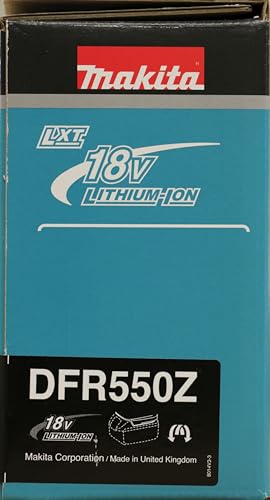 makita
LXT
18V
LITHIUM-ION
DFR550Z
18V
LITHIUM-ION
Makita Corporation / Made in United Kingdom